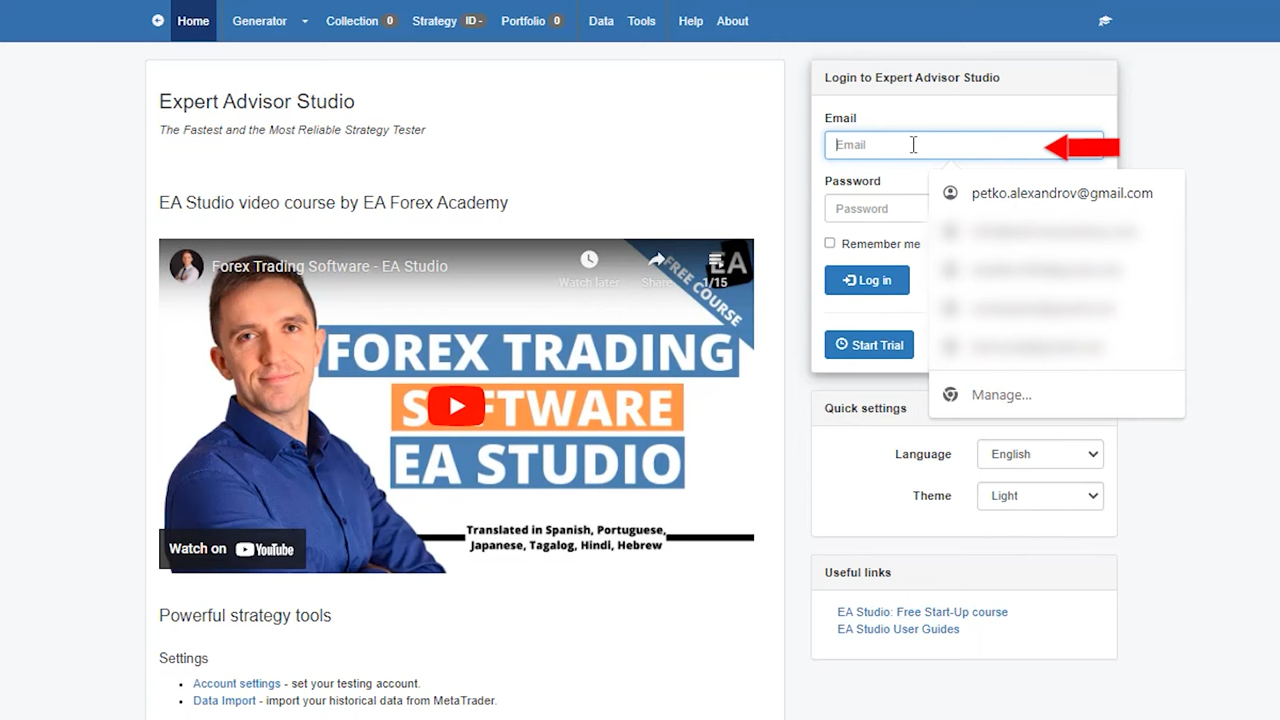 Home Generator Collection 0 Strategy ID - Portfolio 0 Data Tools Help About
Expert Advisor Studio
The Fastest and the Most Reliable Strategy Tester
EA Studio video course by EA Forex Academy
Forex Trading Software - EA Studio
Watch later
Share
1/15
EA
FREE COURSE
FOREX TRADING
SOFTWARE
EA STUDIO
Translated in Spanish, Portuguese,
Japanese, Tagalog, Hindi, Hebrew
Watch on YouTube
Powerful strategy tools
Settings
Account settings - set your testing account.
Data Import - import your historical data from MetaTrader.
Login to Expert Advisor Studio
Email
Email
Password
Password
Remember me
Log in
Start Trial
petko.alexandrov@gmail.com
Manage...
Quick settings
Language English
Theme Light
Useful links
EA Studio: Free Start-Up course
EA Studio User Guides